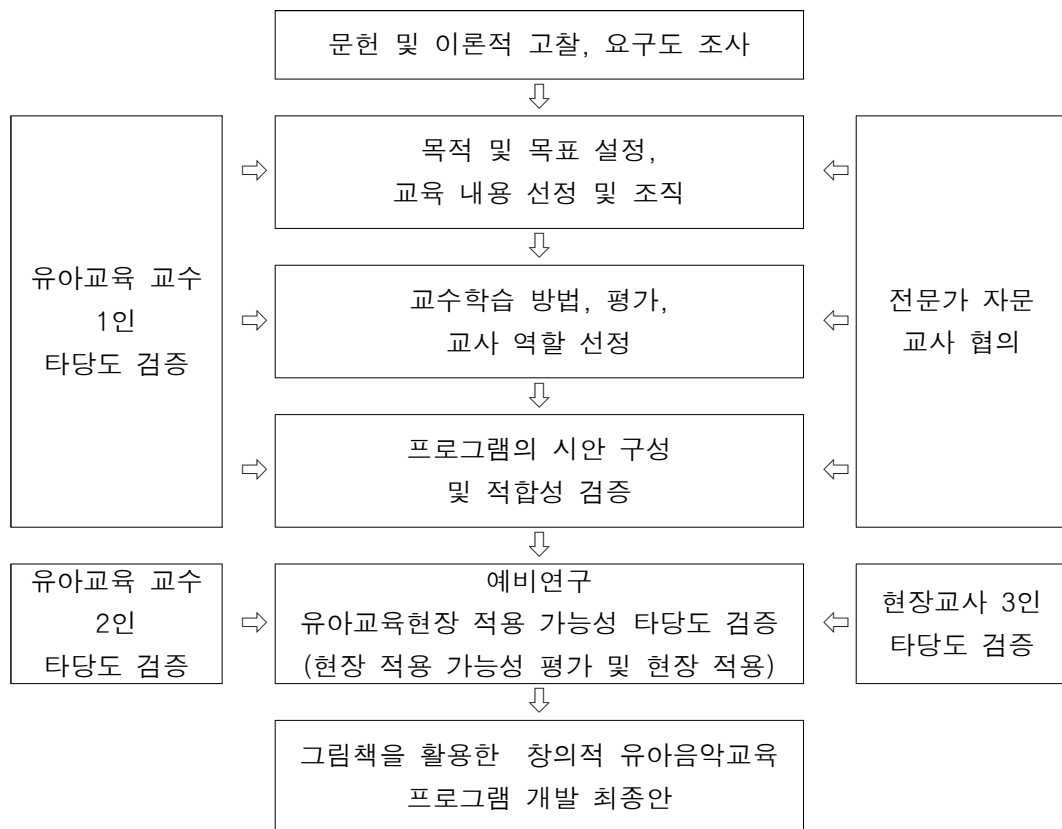 문헌 및 이론적 고찰, 요구도 조사
목적 및 목표 설정,
교육 내용 선정 및 조직
유아교육 교수
1인
타당도 검증
교수학습 방법, 평가,
교사 역할 선정
전문가 자문
교사 협의
프로그램의 시안 구성
및 적합성 검증
유아교육 교수
2인
타당도 검증
예비연구
유아교육현장 적용 가능성 타당도 검증
(현장 적용 가능성 평가 및 현장 적용)
현장교사 3인
타당도 검증
그림책을 활용한 창의적 유아음악교육
프로그램 개발 최종안